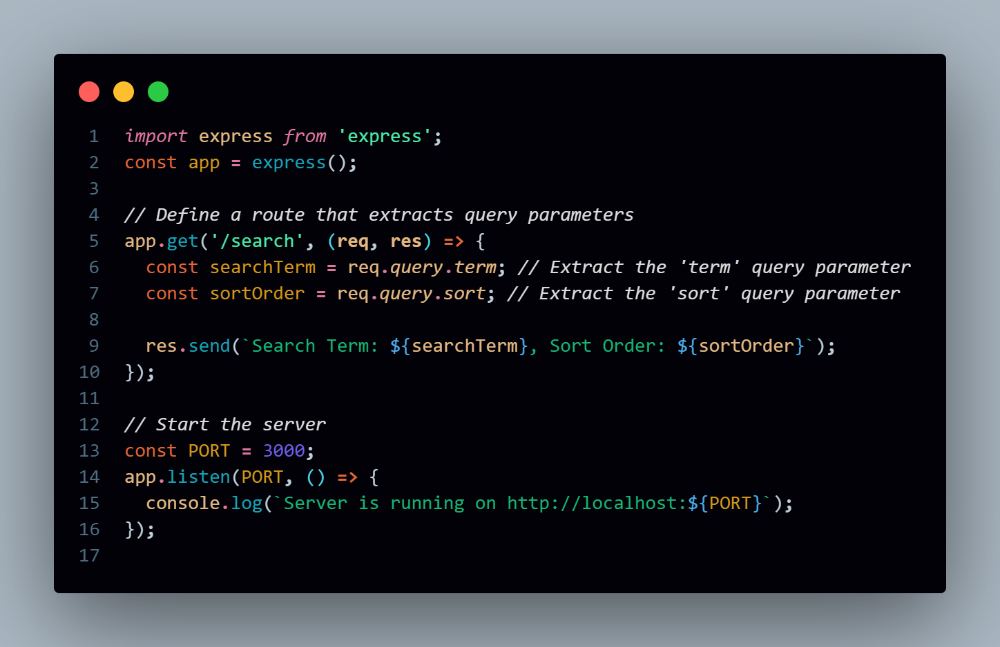 1 import express from 'express';
2 const app = express();
3
4 // Define a route that extracts query parameters
5 app.get('/search', (req, res) => {
6   const searchTerm = req.query.term; // Extract the 'term' query parameter
7   const sortOrder = req.query.sort; // Extract the 'sort' query parameter
8
9   res.send(`Search Term: ${searchTerm}, Sort Order: ${sortOrder}`);
10 });
11
12 // Start the server
13 const PORT = 3000;
14 app.listen(PORT, () => {
15   console.log(`Server is running on http://localhost:${PORT}`);
16 });
17